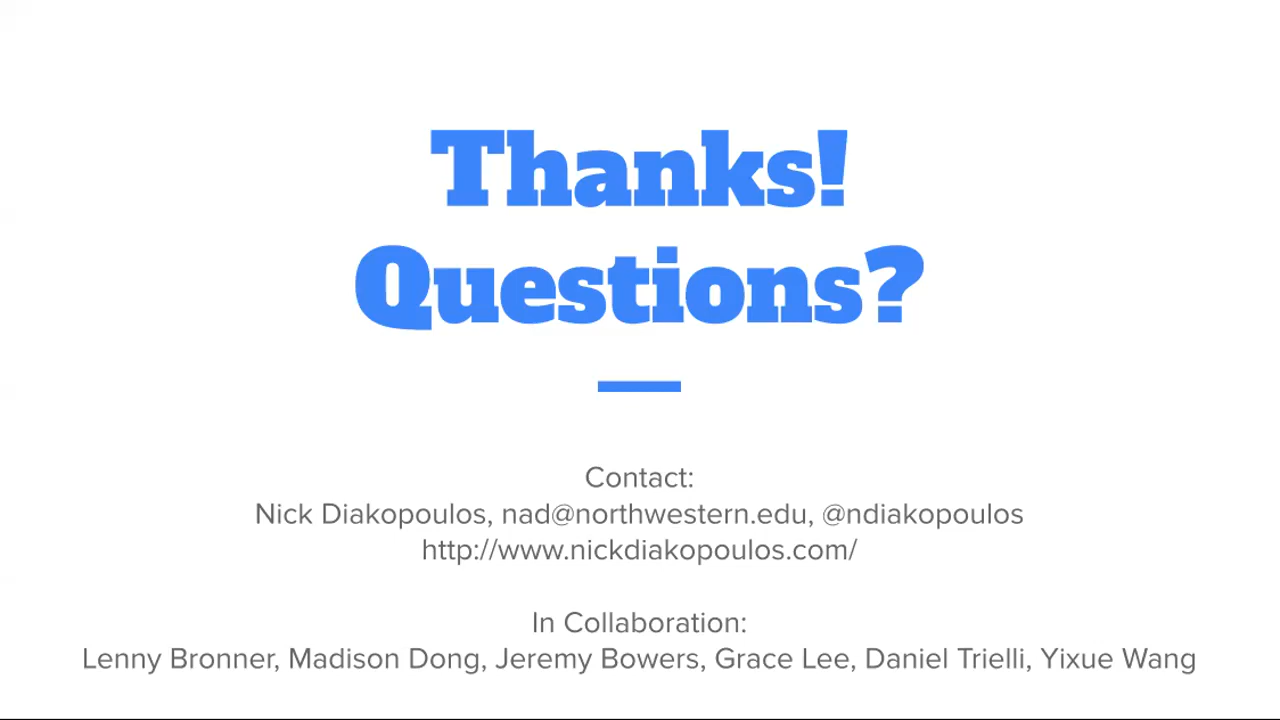 Thanks!
Questions?
Contact:
Nick Diakopoulos, nad@northwestern.edu, @ndiakopoulos
http://www.nickdiakopoulos.com/
In Collaboration:
Lenny Bronner, Madison Dong, Jeremy Bowers, Grace Lee, Daniel Trielli, Yixue Wang